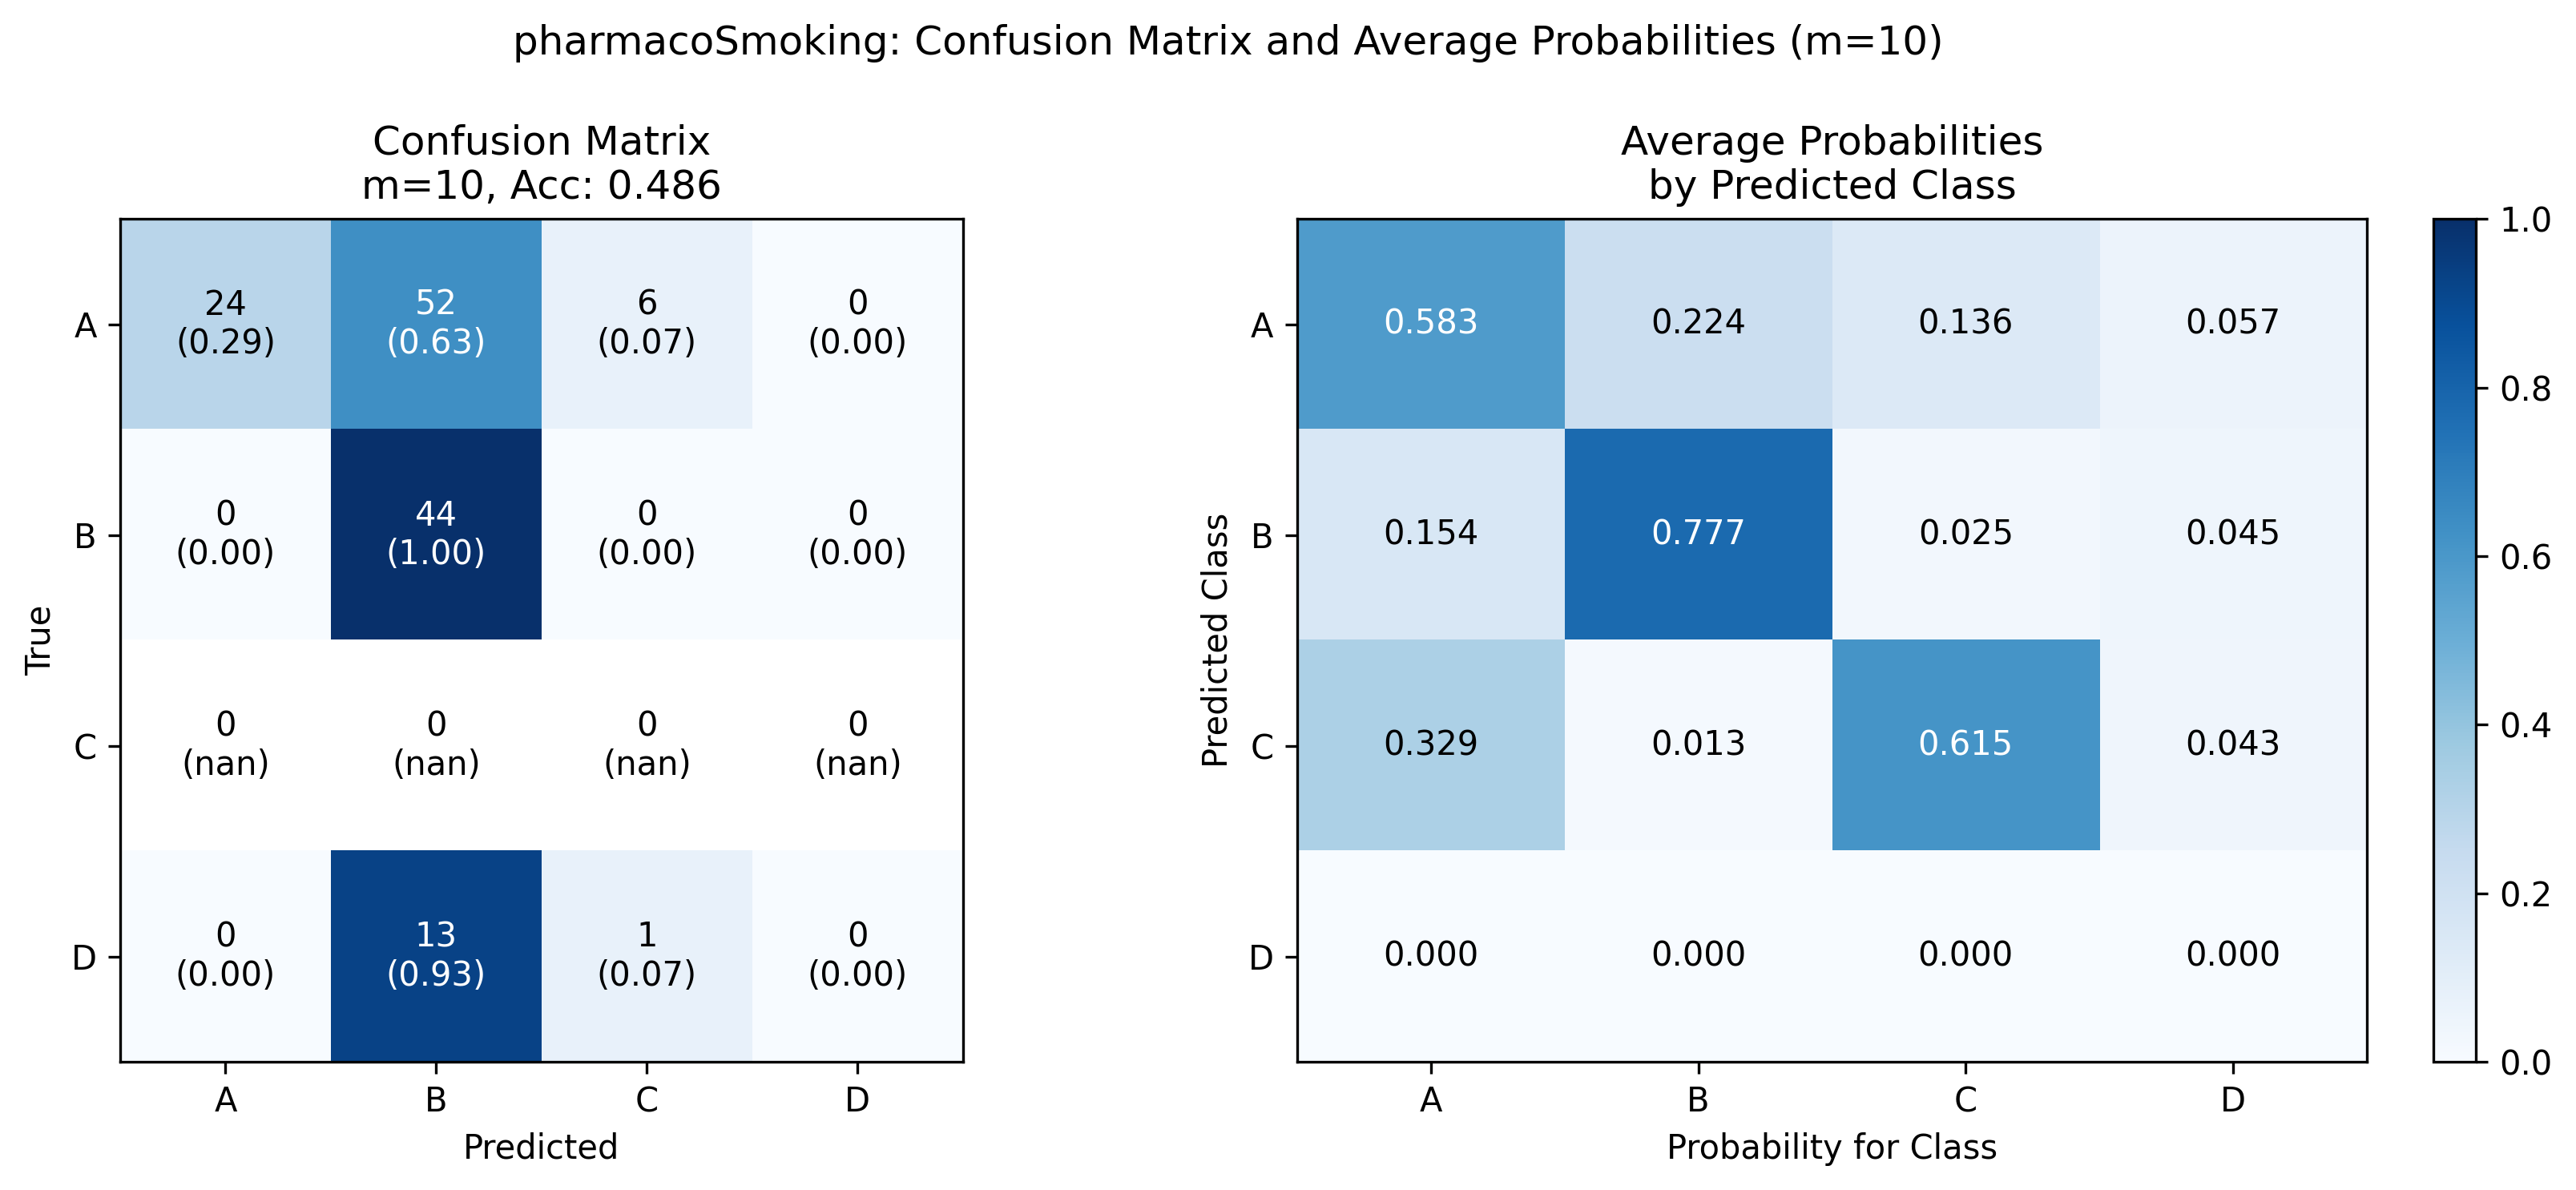 pharmacoSmoking: Confusion Matrix and Average Probabilities (m=10)
Confusion Matrix
m=10, Acc: 0.486
True
A
24
(0.29)
52
(0.63)
6
(0.07)
0
(0.00)
B
0
(0.00)
44
(1.00)
0
(0.00)
0
(0.00)
C
0
(nan)
0
(nan)
0
(nan)
0
(nan)
D
0
(0.00)
13
(0.93)
1
(0.07)
0
(0.00)
A B C D
Predicted
Average Probabilities
by Predicted Class
Predicted Class
A 0.583 0.224 0.136 0.057
B 0.154 0.777 0.025 0.045
C 0.329 0.013 0.615 0.043
D 0.000 0.000 0.000 0.000
A B C D
Probability for Class
1.0
0.8
0.6
0.4
0.2
0.0